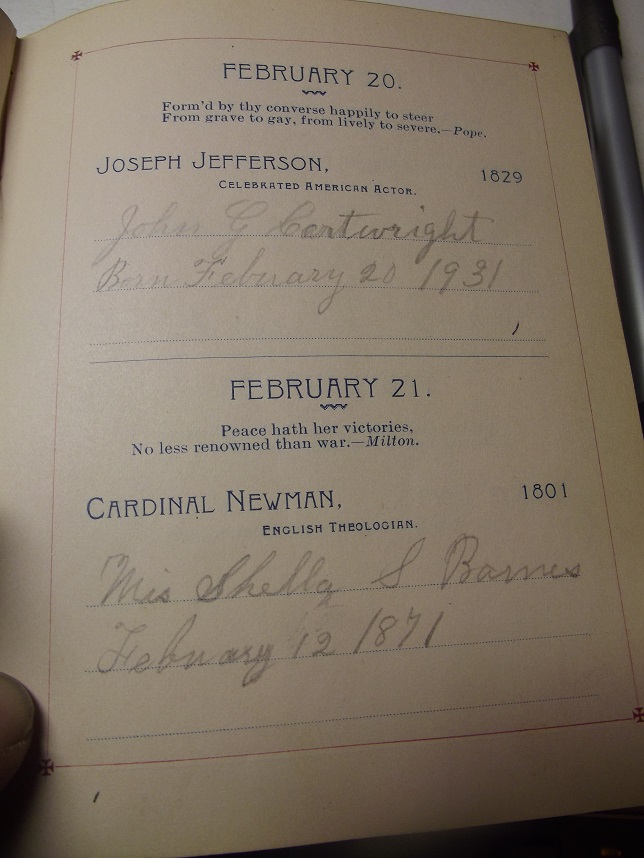 FEBRUARY 20.
Form'd by thy converse happily to steer
From grave to gay, from lively to severe.—Pope.
JOSEPH JEFFERSON, 1829
CELEBRATED AMERICAN ACTOR.
John G Cartwright
Born February 20 1931
FEBRUARY 21.
Peace hath her victories,
No less renowned than war.—Milton.
CARDINAL NEWMAN, 1801
ENGLISH THEOLOGIAN.
Mis S Barnes
February 12 1871